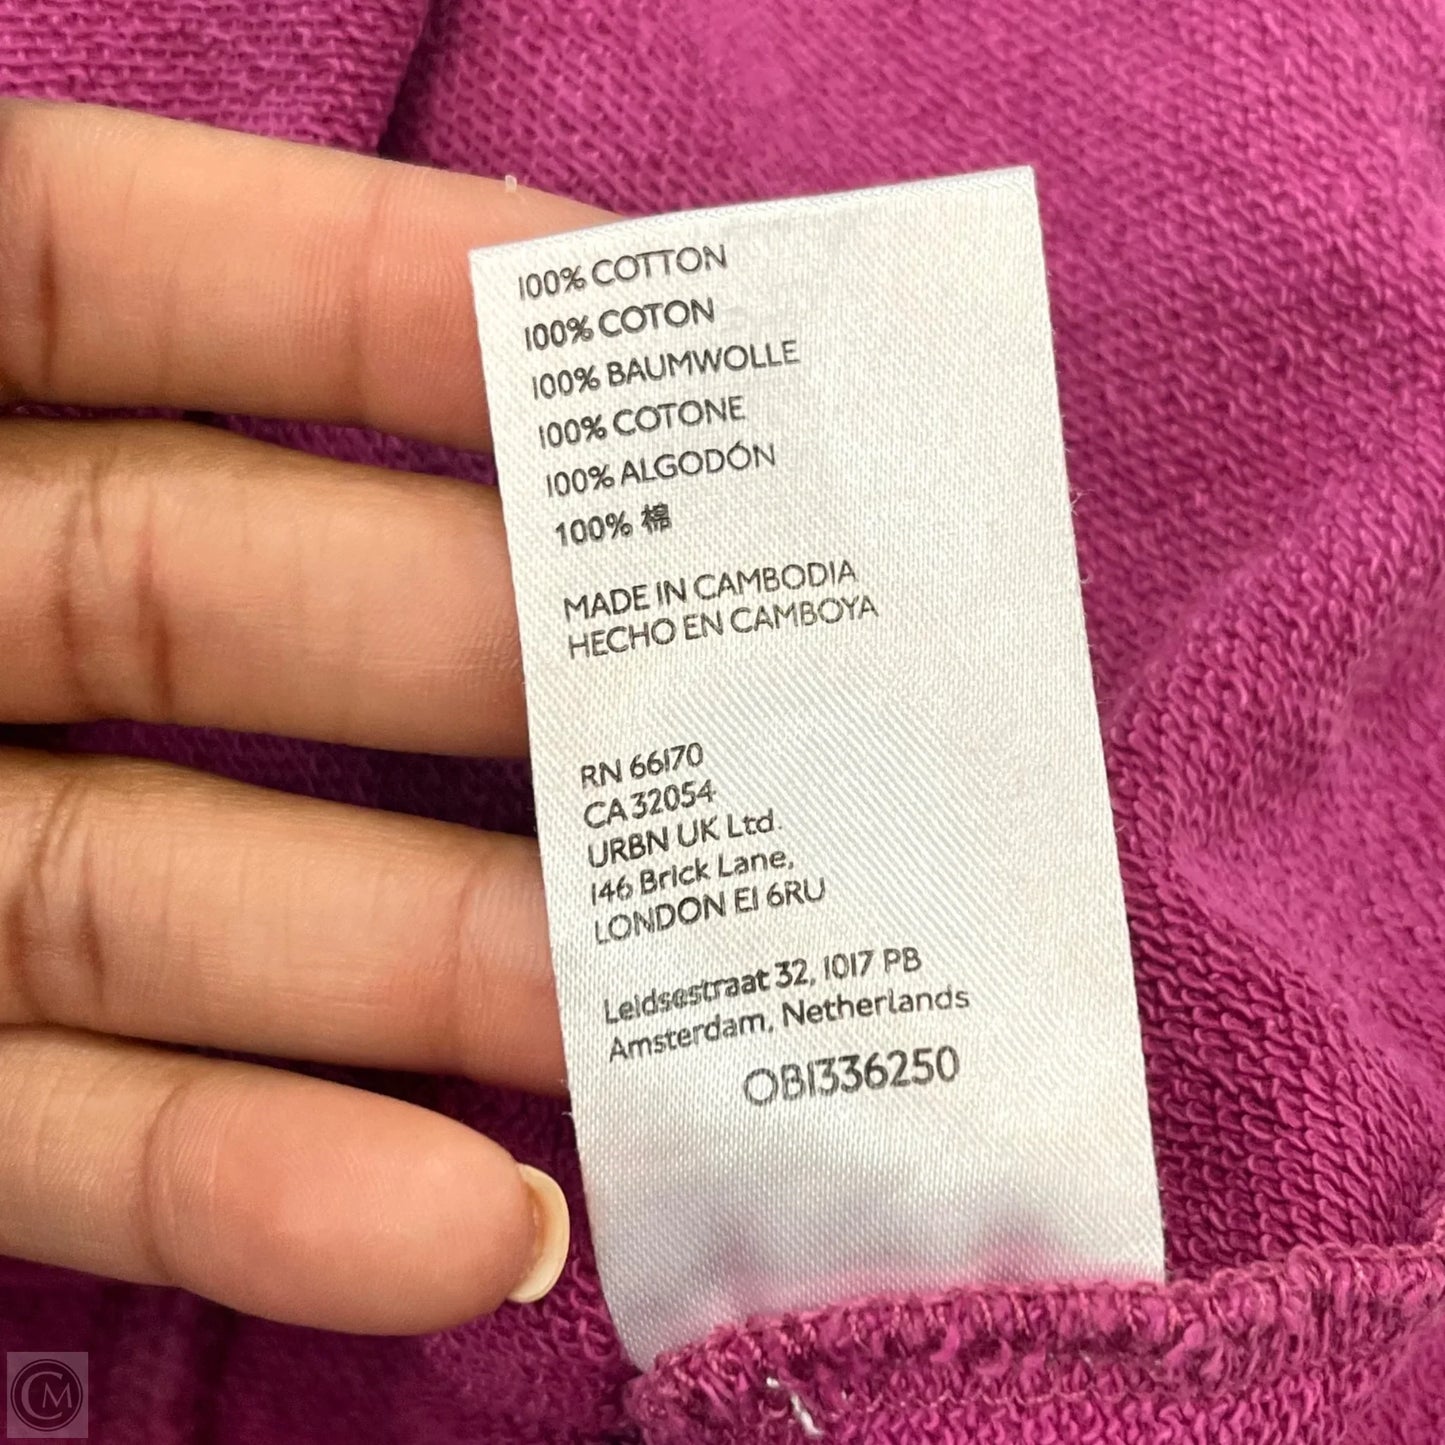 100% COTTON
100% COTON
100% BAUMWOLLE
100% COTONE
100% ALGODÓN
100% 棉
MADE IN CAMBODIA
HECHO EN CAMBOYA
RN 66170
CA 32054
URBN UK Ltd.
146 Brick Lane,
LONDON E1 6RU
Leidsestraat 32, 1017 PB
Amsterdam, Netherlands
OB1336250
CM